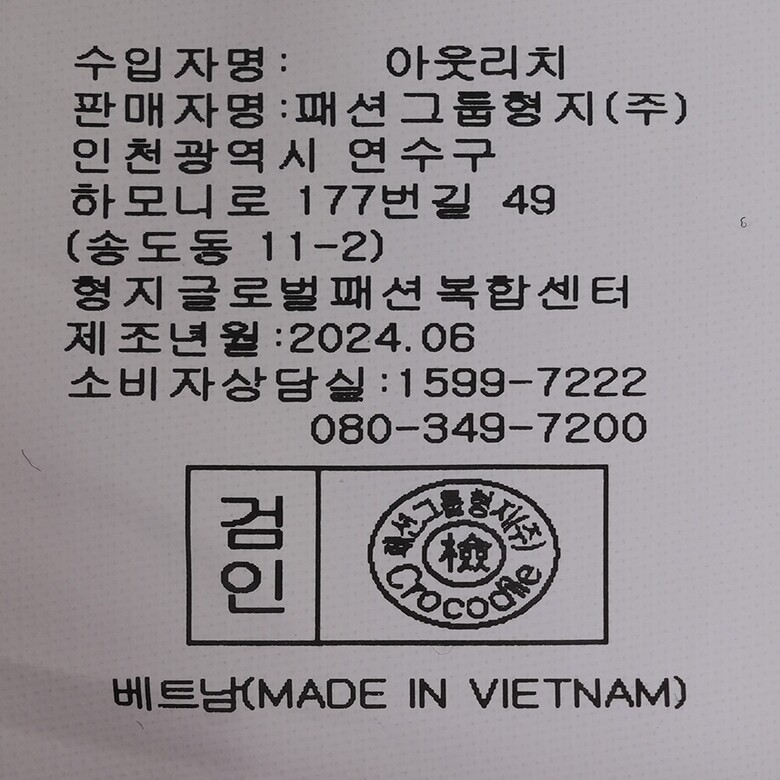 수입자명: 아웃리치
판매자명:패션그룹형지(주)
인천광역시 연수구
하모니로 177번길 49
(송도동 11-2)
형지글로벌패션복합센터
제조년월:2024.06
소비자상담실:1599-7222
080-349-7200
검인
패션그룹형지(주)
檢
Crocodile
베트남(MADE IN VIETNAM)